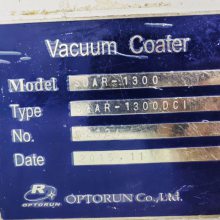 Vacuum Coater
Model AR-1300
Type AR-1300DCI
No.
Date
R
OPTORUN
OPTORUN Co.,Ltd.